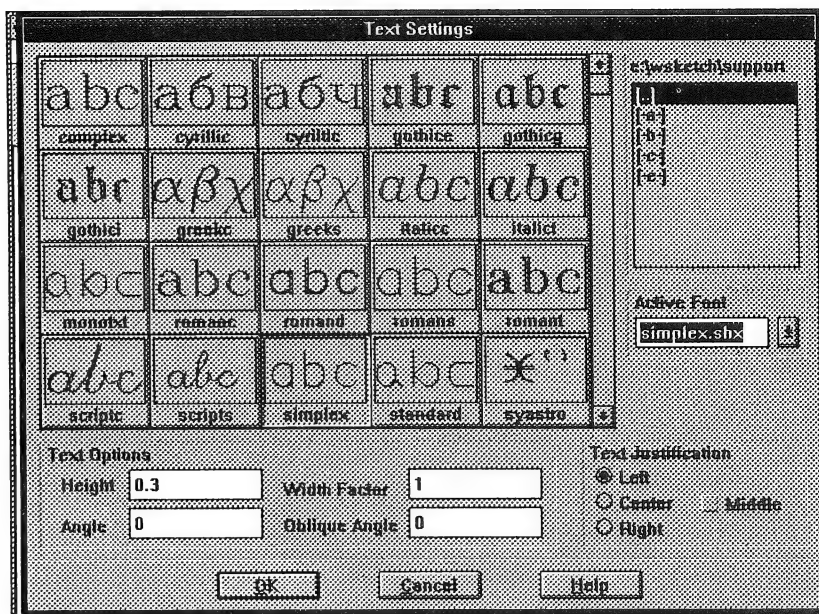 Text Settings
abc абв абч abc abc
complex cyrillic cyriltlc gothice gothicg
abc αβχ αβχ abc abc
gothici greekc greeks italicc italict
abc abc abc abc abc
monotxt romanc romand romans romant
abc abc abc abc
scriptc scripts simplex standard syastro
c:\wsketch\support
[..]
[-a-]
[-b-]
[-c-]
[-e-]
Active Font
simplex.shx
Text Options
Height 0.3 Width Factor 1
Angle 0 Oblique Angle 0
Text Justification
Left
Center Middle
Right
OK Cancel Help